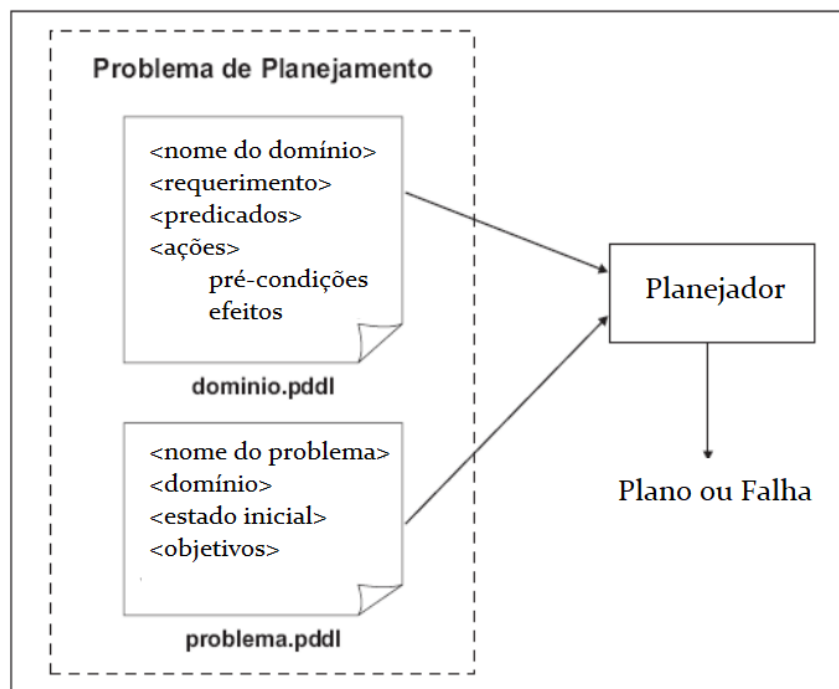 Problema de Planejamento
<nome do domínio>
<requerimento>
<predicados>
<ações>
pré-condições
efeitos
dominio.pddl
<nome do problema>
<domínio>
<estado inicial>
<objetivos>
problema.pddl
Planejador
Plano ou Falha